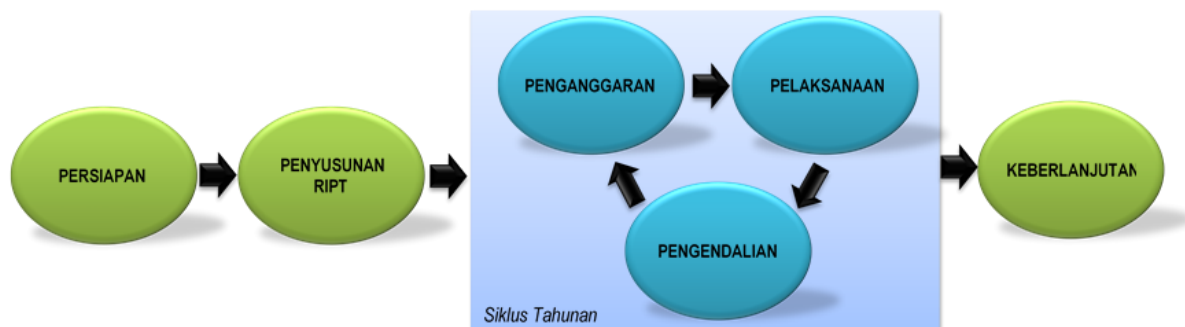 PERSIAPAN
PENYUSUNAN
RIPT
PENGANGGARAN
PELAKSANAAN
PENGENDALIAN
Siklus Tahunan
KEBERLANJUTAN